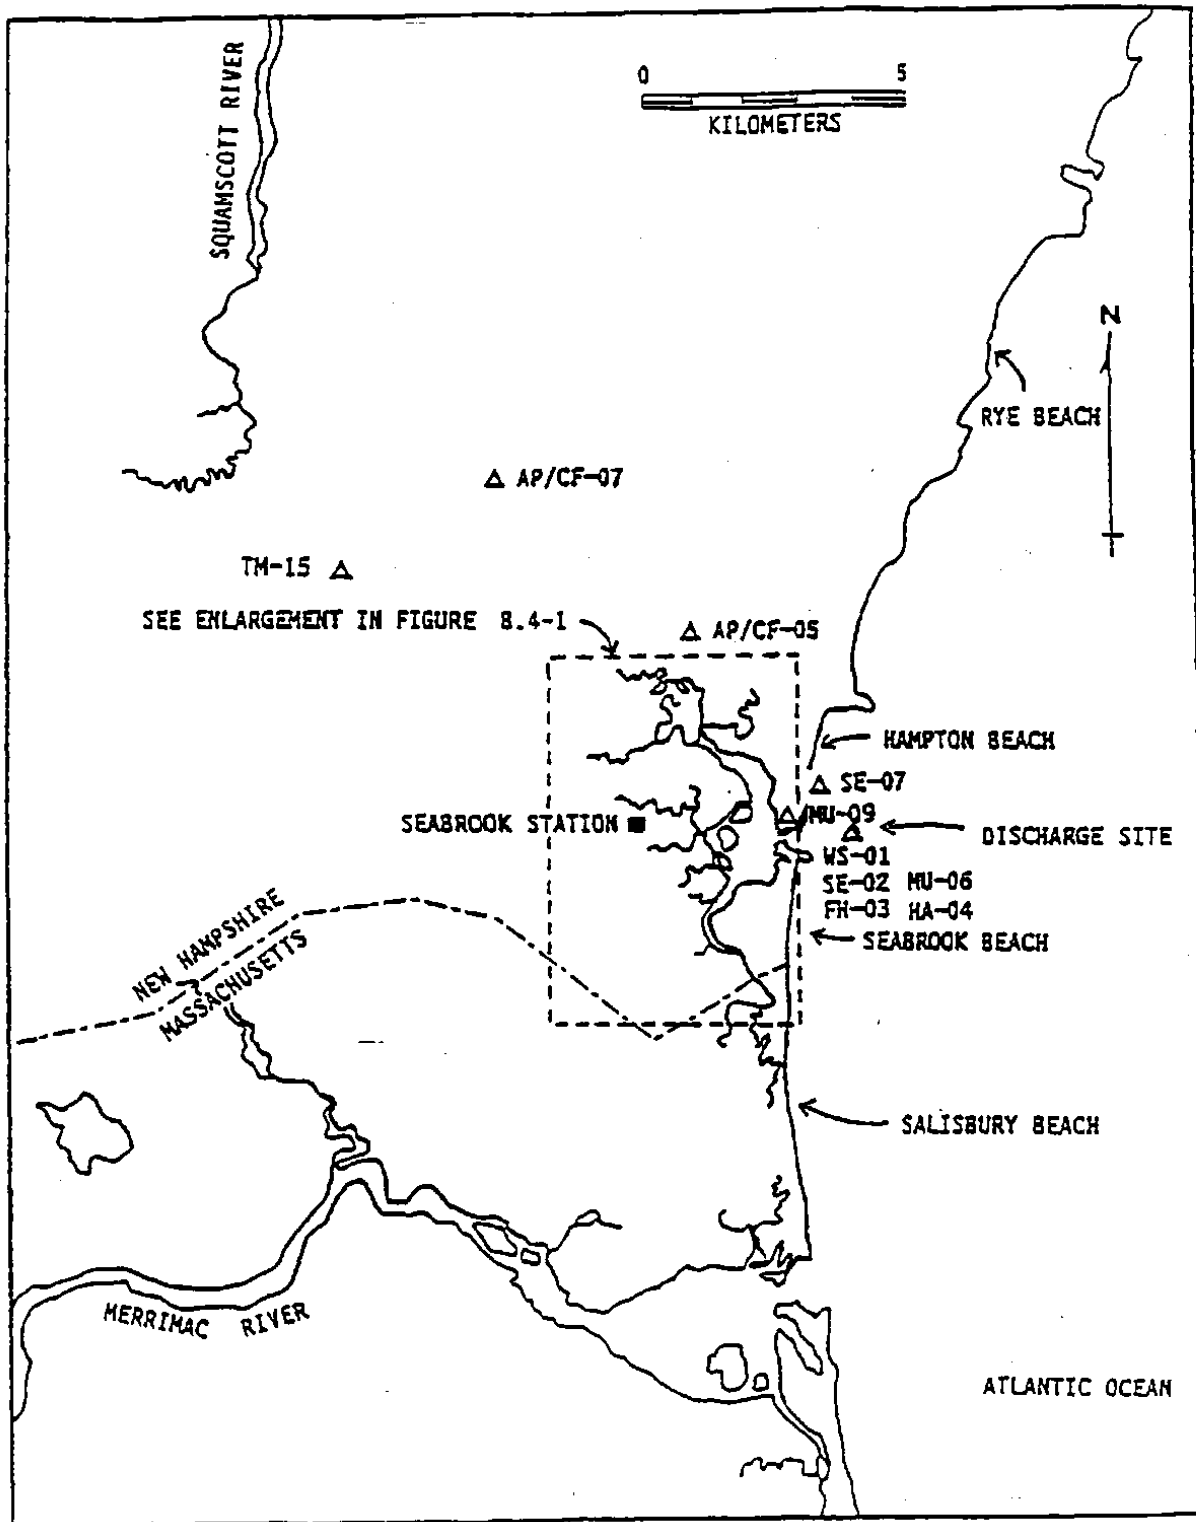 0 5
KILOMETERS
SQUAMSCOTT RIVER
N
RYE BEACH
AP/CF-07
TM-15
SEE ENLARGEMENT IN FIGURE 8.4-1
AP/CF-05
HAMPTON BEACH
SE-07
MU-09
SEABROOK STATION
DISCHARGE SITE
WS-01
SE-02 MU-06
FH-03 HA-04
SEABROOK BEACH
NEW HAMPSHIRE
MASSACHUSETTS
SALISBURY BEACH
MERRIMAC RIVER
ATLANTIC OCEAN